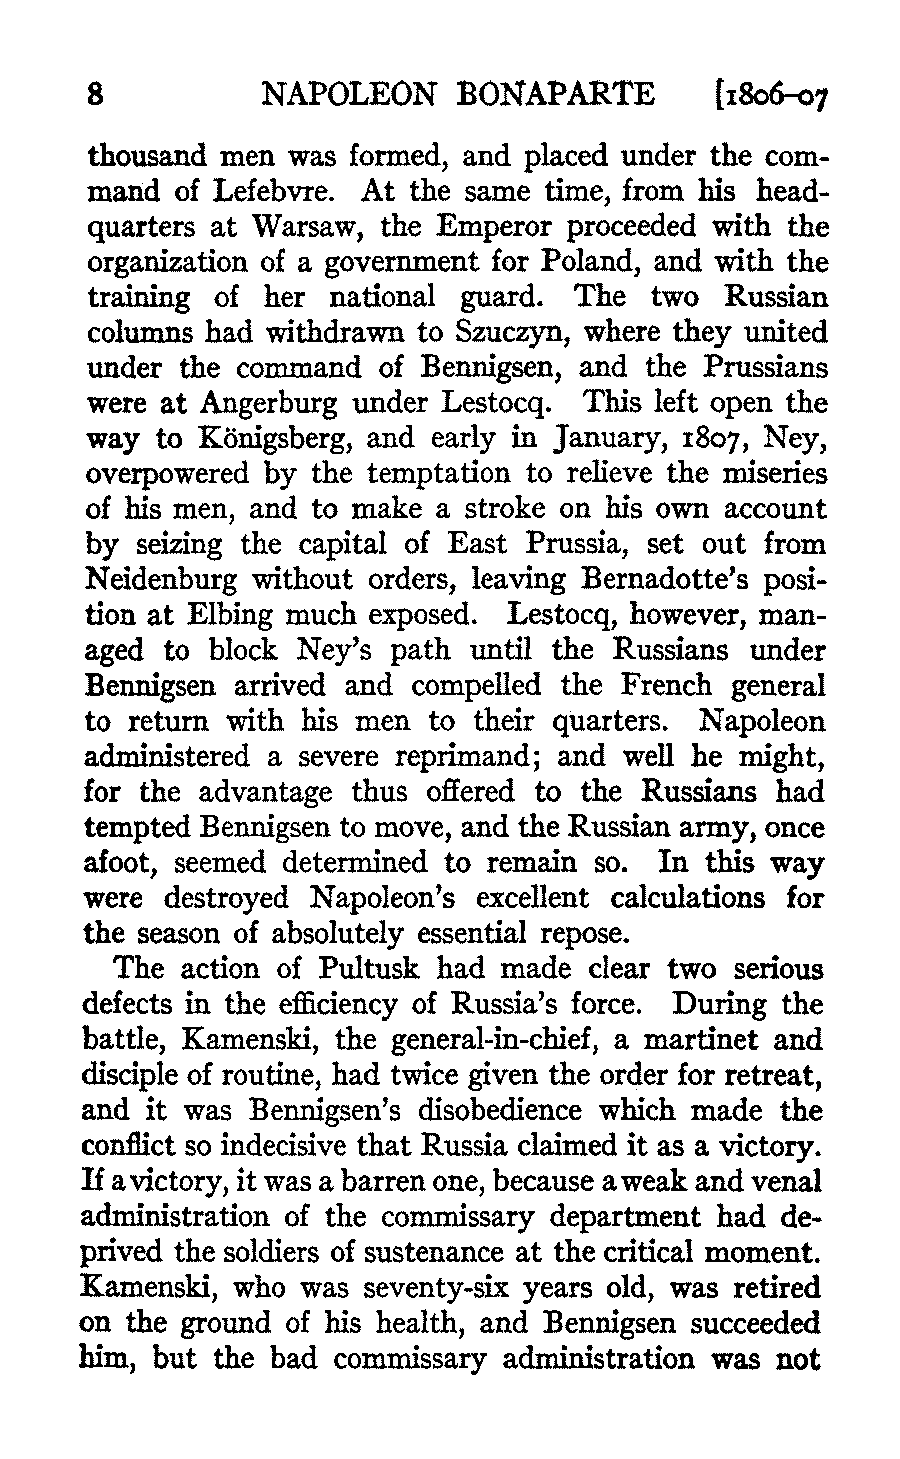 8 NAPOLEON BONAPARTE [1806–07
thousand men was formed, and placed under the com-
mand of Lefebvre. At the same time, from his head-
quarters at Warsaw, the Emperor proceeded with the
organization of a government for Poland, and with the
training of her national guard. The two Russian
columns had withdrawn to Szuczyn, where they united
under the command of Bennigsen, and the Prussians
were at Angerburg under Lestocq. This left open the
way to Königsberg, and early in January, 1807, Ney,
overpowered by the temptation to relieve the miseries
of his men, and to make a stroke on his own account
by seizing the capital of East Prussia, set out from
Neidenburg without orders, leaving Bernadotte's posi-
tion at Elbing much exposed. Lestocq, however, man-
aged to block Ney's path until the Russians under
Bennigsen arrived and compelled the French general
to return with his men to their quarters. Napoleon
administered a severe reprimand; and well he might,
for the advantage thus offered to the Russians had
tempted Bennigsen to move, and the Russian army, once
afoot, seemed determined to remain so. In this way
were destroyed Napoleon's excellent calculations for
the season of absolutely essential repose.
The action of Pultusk had made clear two serious
defects in the efficiency of Russia's force. During the
battle, Kamenski, the general-in-chief, a martinet and
disciple of routine, had twice given the order for retreat,
and it was Bennigsen's disobedience which made the
conflict so indecisive that Russia claimed it as a victory.
If a victory, it was a barren one, because a weak and venal
administration of the commissary department had de-
prived the soldiers of sustenance at the critical moment.
Kamenski, who was seventy-six years old, was retired
on the ground of his health, and Bennigsen succeeded
him, but the bad commissary administration was not